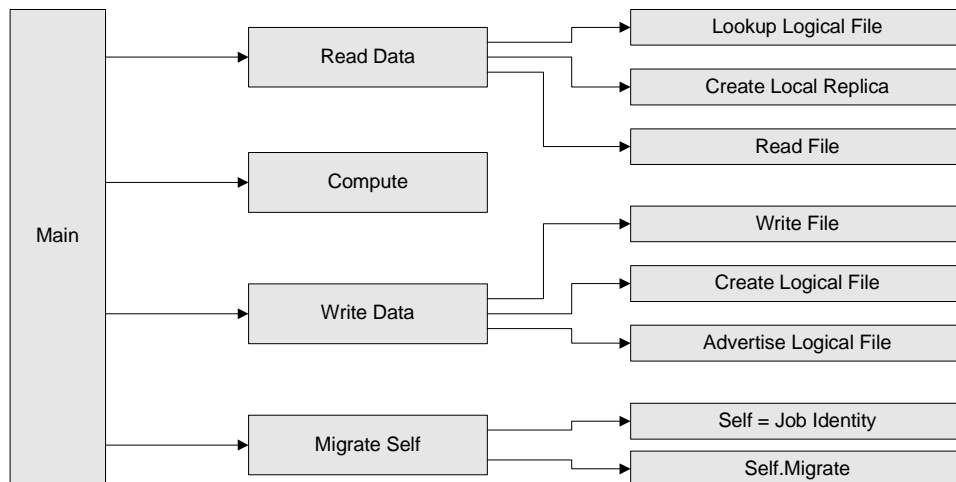 Main
Read Data
Lookup Logical File
Create Local Replica
Read File
Compute
Write Data
Write File
Create Logical File
Advertise Logical File
Migrate Self
Self = Job Identity
Self.Migrate